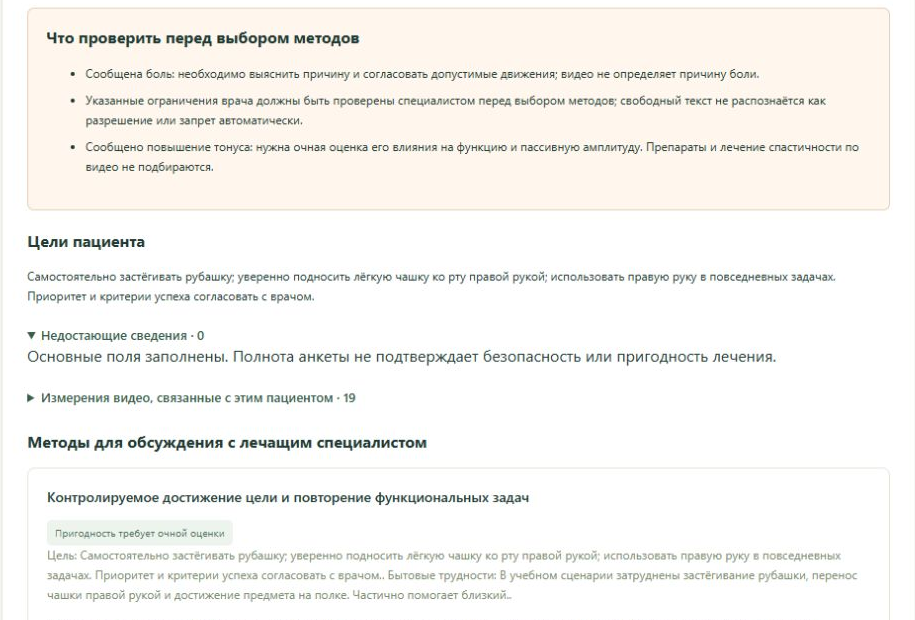 Что проверить перед выбором методов
• Сообщена боль: необходимо выяснить причину и согласовать допустимые движения; видео не определяет причину боли.
• Указанные ограничения врача должны быть проверены специалистом перед выбором методов; свободный текст не распознаётся как
разрешение или запрет автоматически.
• Сообщено повышение тонуса: нужна очная оценка его влияния на функцию и пассивную амплитуду. Препараты и лечение спастичности по
видео не подбираются.
Цели пациента
Самостоятельно застёгивать рубашку; уверенно подносить лёгкую чашку ко рту правой рукой; использовать правую руку в повседневных задачах.
Приоритет и критерии успеха согласовать с врачом.
▼ Недостающие сведения · 0
Основные поля заполнены. Полнота анкеты не подтверждает безопасность или пригодность лечения.
▶ Измерения видео, связанные с этим пациентом · 19
Методы для обсуждения с лечащим специалистом
Контролируемое достижение цели и повторение функциональных задач
Пригодность требует очной оценки
Цель: Самостоятельно застёгивать рубашку; уверенно подносить лёгкую чашку ко рту правой рукой; использовать правую руку в повседневных
задачах. Приоритет и критерии успеха согласовать с врачом.. Бытовые трудности: В учебном сценарии затруднены застёгивание рубашки, перенос
чашки правой рукой и достижение предмета на полке. Частично помогает близкий..